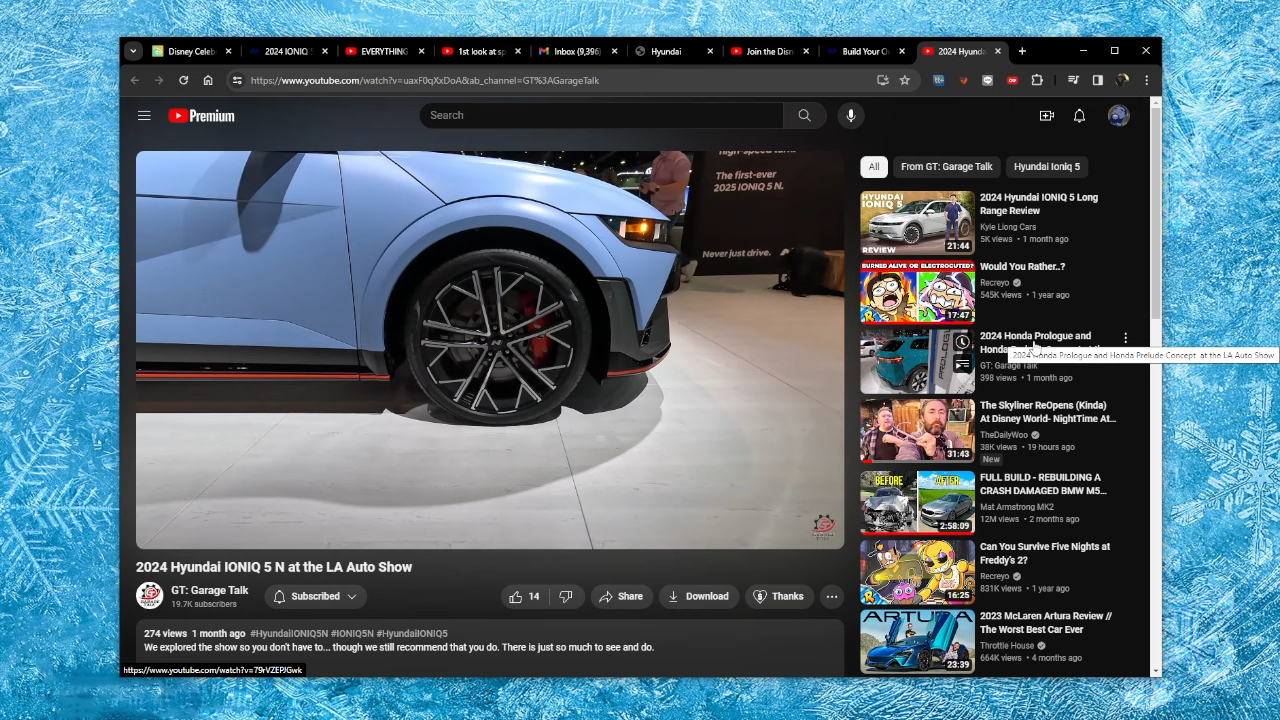 Disney Celeb
2024 IONIQ 5
EVERYTHING
1st look at sp
Inbox (9,396)
Hyundai
Join the Disn
Build Your O
2024 Hyunda
https://www.youtube.com/watch?v=uaxF0qXxDoA&ab_channel=GT%3AGarageTalk
Premium
Search
The first-ever
2025 IONIQ 5 N.
Never just drive.
All
From GT: Garage Talk
Hyundai Ioniq 5
HYUNDAI
IONIQ 5
REVIEW
21:44
2024 Hyundai IONIQ 5 Long
Range Review
Kyle Liong Cars
5K views • 1 month ago
BURNED ALIVE OR ELECTROCUTED?
17:47
Would You Rather..?
Recreyo
545K views • 1 year ago
PROLOGUE
2024 Honda Prologue and
2024 Honda Prologue and Honda Prelude Concept at the LA Auto Show
GT: Garage Talk
398 views • 1 month ago
31:43
The Skyliner ReOpens (Kinda)
At Disney World- NightTime At...
TheDailyWoo
38K views • 19 hours ago
New
BEFORE
AFTER
2:58:09
FULL BUILD - REBUILDING A
CRASH DAMAGED BMW M5...
Mat Armstrong MK2
12M views • 2 months ago
16:25
Can You Survive Five Nights at
Freddy's 2?
Recreyo
831K views • 1 year ago
ARTURA
23:39
2023 McLaren Artura Review //
The Worst Best Car Ever
Throttle House
664K views • 4 months ago
2024 Hyundai IONIQ 5 N at the LA Auto Show
GT: Garage Talk
19.7K subscribers
Subscribed
14
Share
Download
Thanks
274 views 1 month ago #HyundaiIONIQ5N #IONIQ5N #HyundaiIONIQ5
We explored the show so you don't have to... though we still recommend that you do. There is just so much to see and do.
https://www.youtube.com/watch?v=79rVZEPJGwk